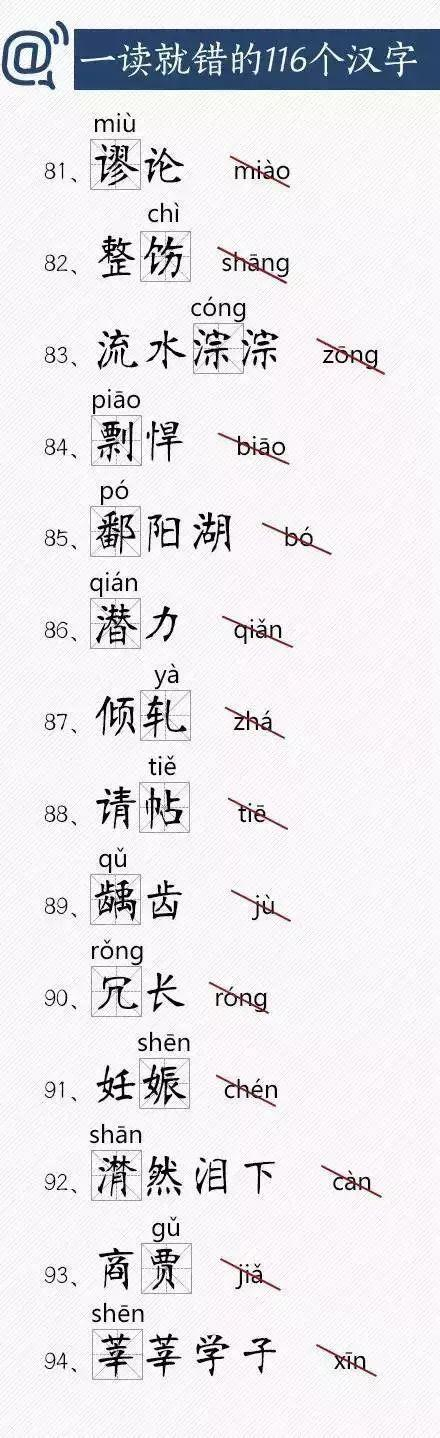 @ 一读就错的116个汉字
miù
81、谬论 miào
chì
82、整饬 shāng
cóng
83、流水淙淙 zōng
piāo
84、剽悍 biāo
pó
85、鄱阳湖 bó
qián
86、潜力 qiǎn
yà
87、倾轧 zhá
tiě
88、请帖 tiē
qǔ
89、龋齿 jù
rǒng
90、冗长 róng
shēn
91、妊娠 chén
shān
92、潸然泪下 càn
gǔ
93、商贾 jiǎ
shēn
94、莘莘学子 xīn